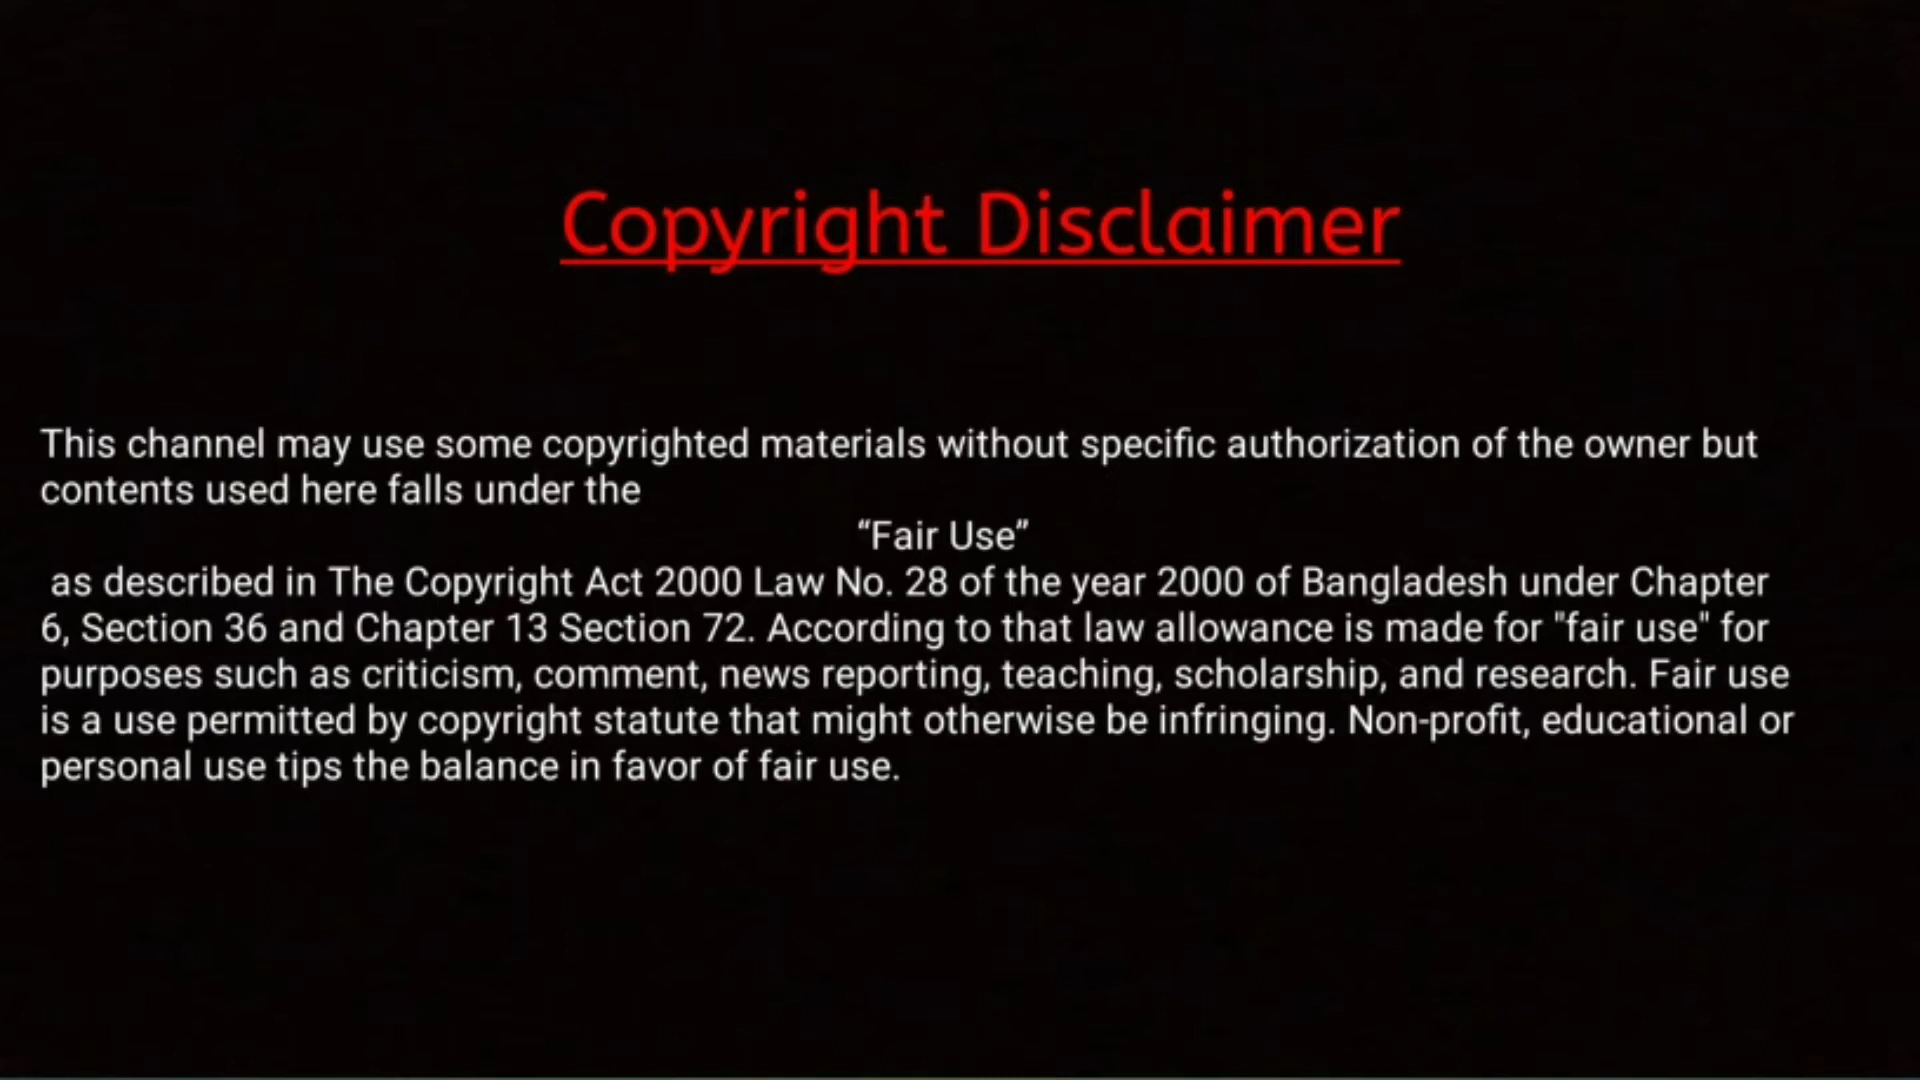 Copyright Disclaimer
This channel may use some copyrighted materials without specific authorization of the owner but
contents used here falls under the
“Fair Use”
as described in The Copyright Act 2000 Law No. 28 of the year 2000 of Bangladesh under Chapter
6, Section 36 and Chapter 13 Section 72. According to that law allowance is made for "fair use" for
purposes such as criticism, comment, news reporting, teaching, scholarship, and research. Fair use
is a use permitted by copyright statute that might otherwise be infringing. Non-profit, educational or
personal use tips the balance in favor of fair use.